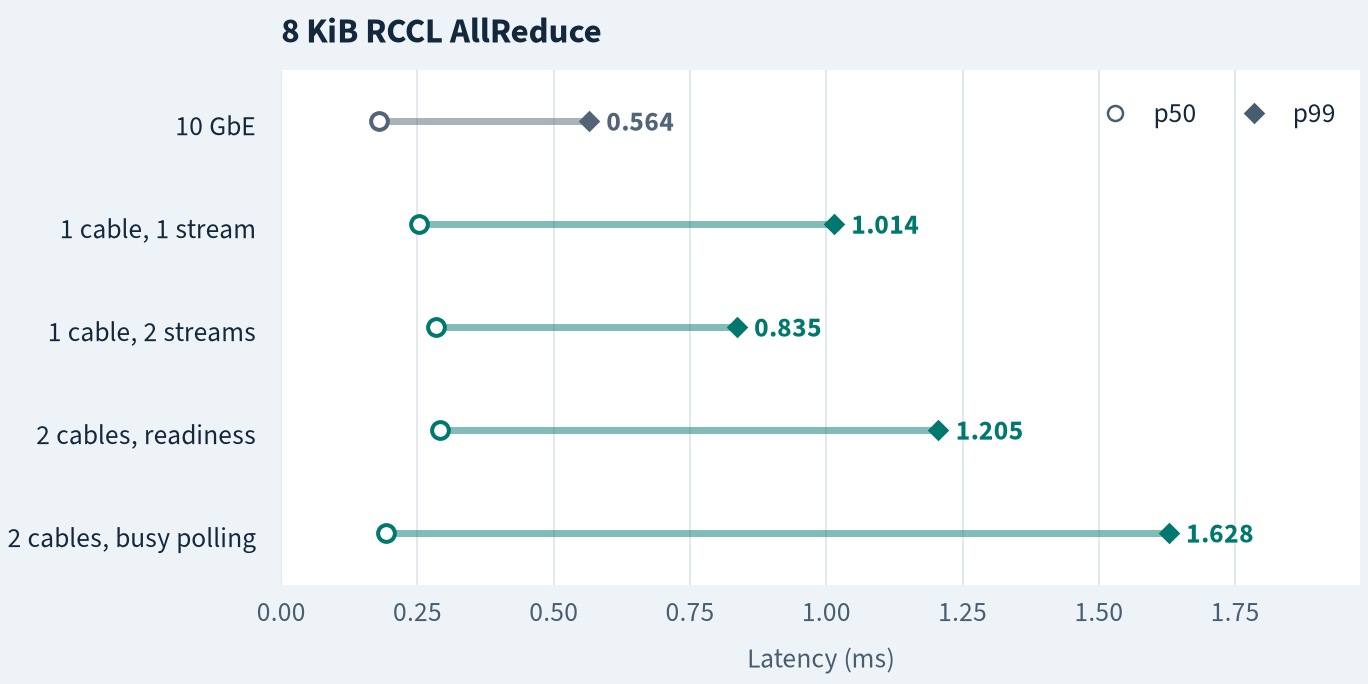 8 KiB RCCL AllReduce
p50 p99
10 GbE 0.564
1 cable, 1 stream 1.014
1 cable, 2 streams 0.835
2 cables, readiness 1.205
2 cables, busy polling 1.628
0.00 0.25 0.50 0.75 1.00 1.25 1.50 1.75
Latency (ms)